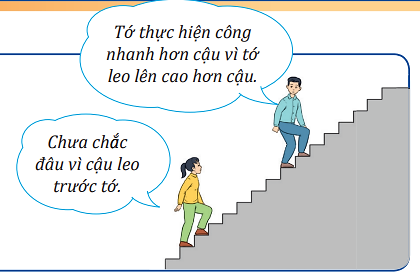 Tớ thực hiện công
nhanh hơn cậu vì tớ
leo lên cao hơn cậu.
Chưa chắc
đâu vì cậu leo
trước tớ.